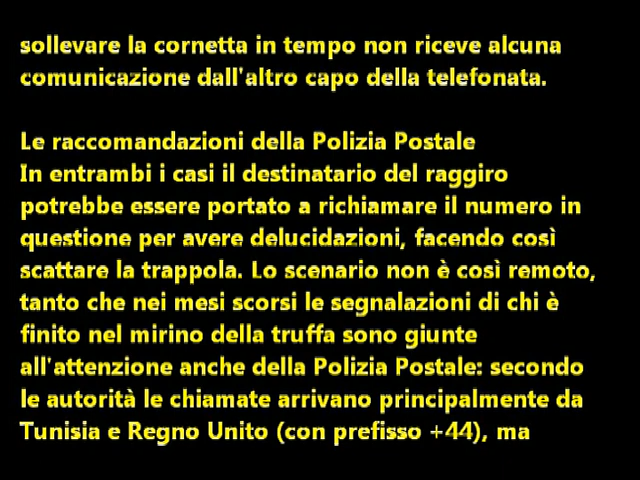 sollevare la cornetta in tempo non riceve alcuna
comunicazione dall'altro capo della telefonata.
Le raccomandazioni della Polizia Postale
In entrambi i casi il destinatario del raggiro
potrebbe essere portato a richiamare il numero in
questione per avere delucidazioni, facendo così
scattare la trappola. Lo scenario non è così remoto,
tanto che nei mesi scorsi le segnalazioni di chi è
finito nel mirino della truffa sono giunte
all'attenzione anche della Polizia Postale: secondo
le autorità le chiamate arrivano principalmente da
Tunisia e Regno Unito (con prefisso +44), ma